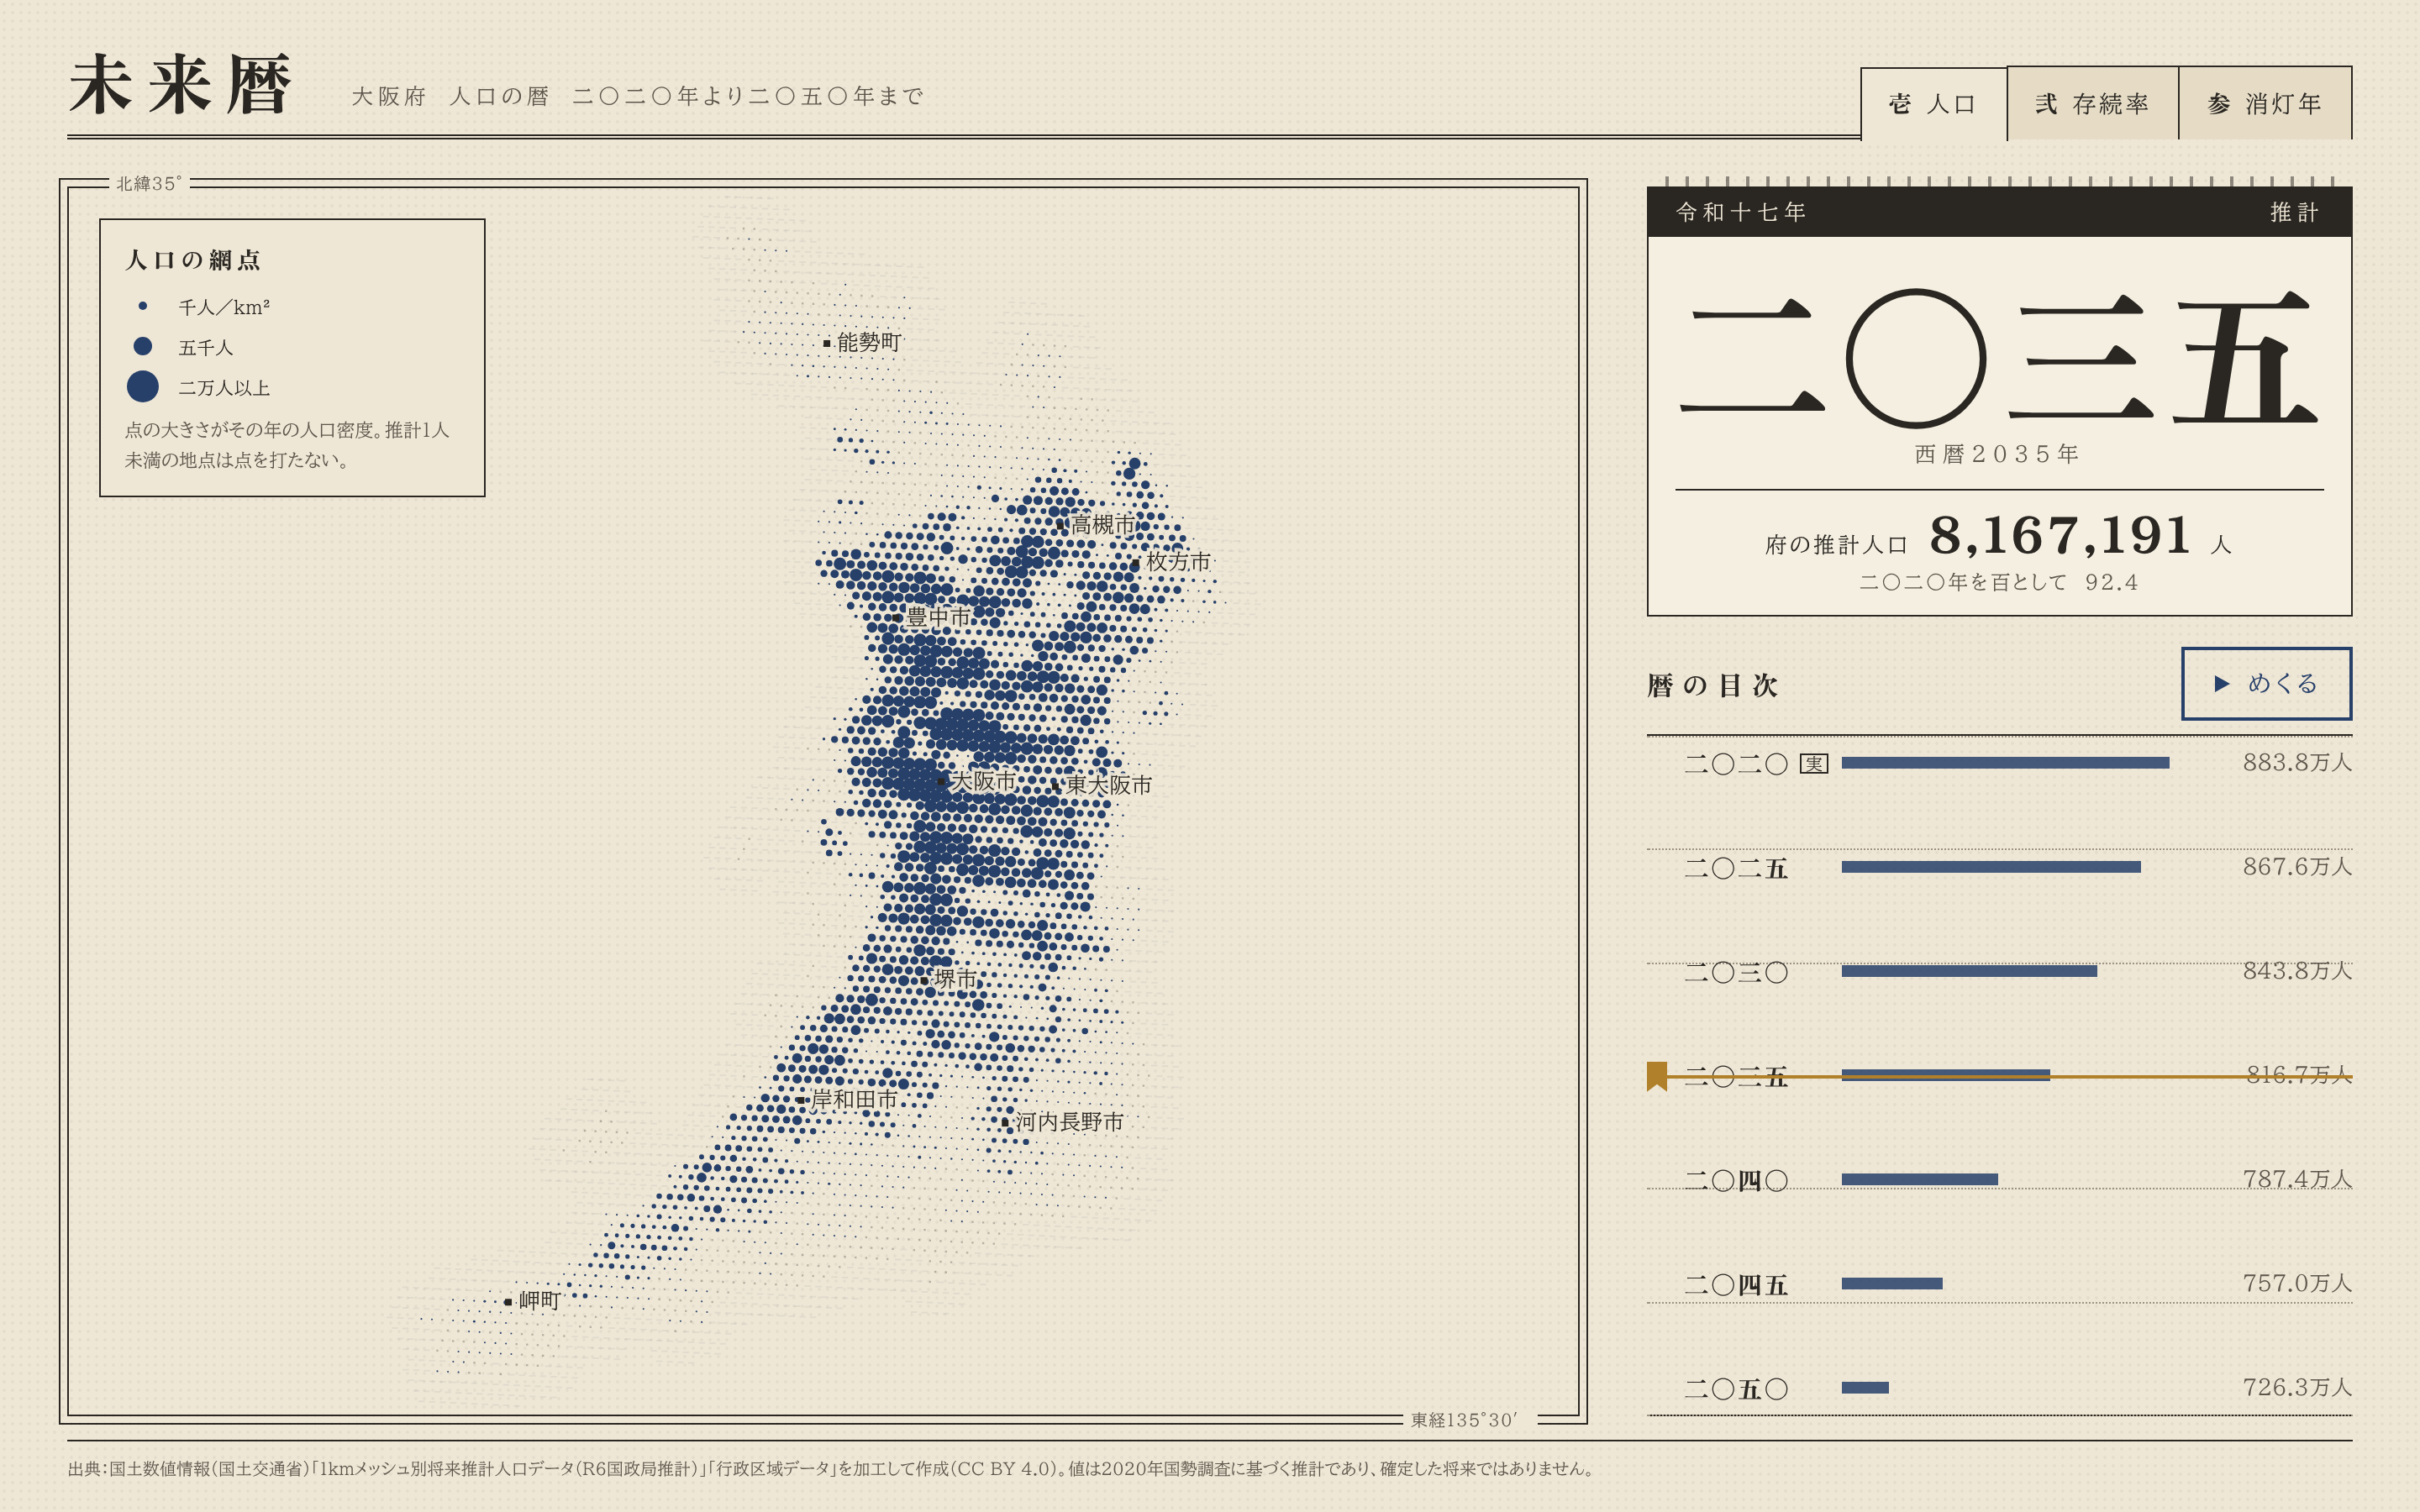 未来暦
大阪府 人口の暦 二〇二〇年より二〇五〇年まで
壱 人口
弐 存続率
参 消灯年
北緯35°
人口の網点
千人／km²
五千人
二万人以上
点の大きさがその年の人口密度。推計1人
未満の地点は点を打たない。
能勢町
高槻市
枚方市
豊中市
大阪市
東大阪市
堺市
岸和田市
河内長野市
岬町
東経135°30′
令和十七年
推計
二〇三五
西暦2035年
府の推計人口 8,167,191 人
二〇二〇年を百として 92.4
暦の目次
▶ めくる
二〇二〇 実 883.8万人
二〇二五 867.6万人
二〇三〇 843.8万人
二〇三五 816.7万人
二〇四〇 787.4万人
二〇四五 757.0万人
二〇五〇 726.3万人
出典：国土数値情報（国土交通省）「1kmメッシュ別将来推計人口データ（R6国政局推計）」「行政区域データ」を加工して作成（CC BY 4.0）。値は2020年国勢調査に基づく推計であり、確定した将来ではありません。